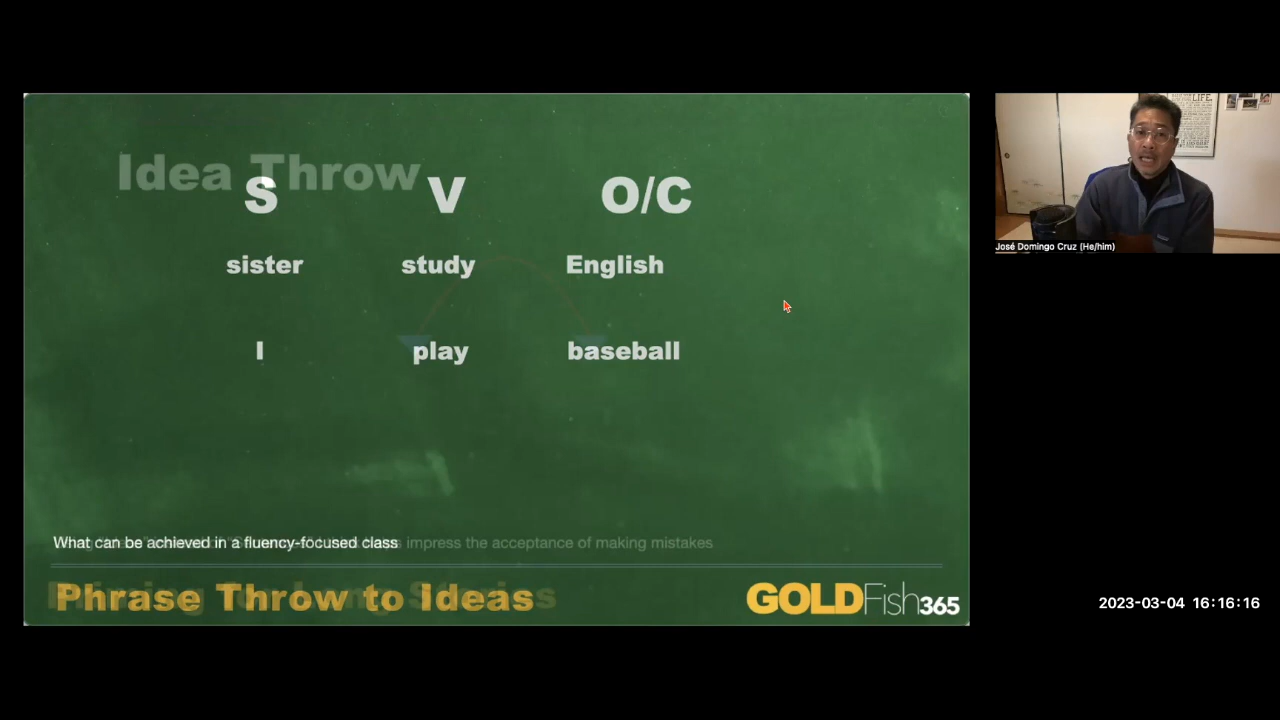 Idea Throw
S V O/C
sister study English
I play baseball
What can be achieved in a fluency-focused class
impress the acceptance of making mistakes
Phrase Throw to Ideas
GOLDFish365
LIFE.
José Domingo Cruz (He/him)
2023-03-04 16:16:16